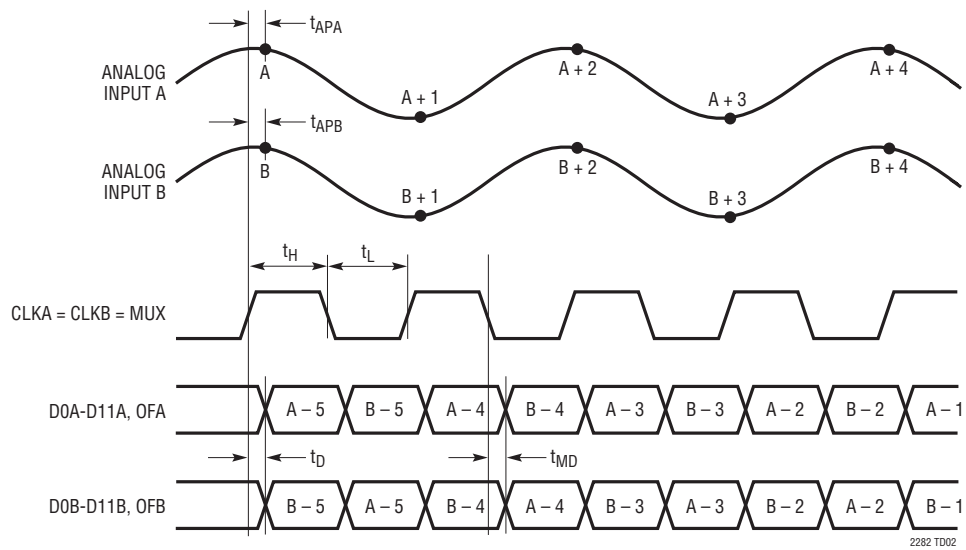 tAPA
ANALOG
INPUT A
A
A + 1
A + 2
A + 3
A + 4
tAPB
ANALOG
INPUT B
B
B + 1
B + 2
B + 3
B + 4
tH
tL
CLKA = CLKB = MUX
D0A-D11A, OFA
A – 5
B – 5
A – 4
B – 4
A – 3
B – 3
A – 2
B – 2
A – 1
tD
tMD
D0B-D11B, OFB
B – 5
A – 5
B – 4
A – 4
B – 3
A – 3
B – 2
A – 2
B – 1
2282 TD02